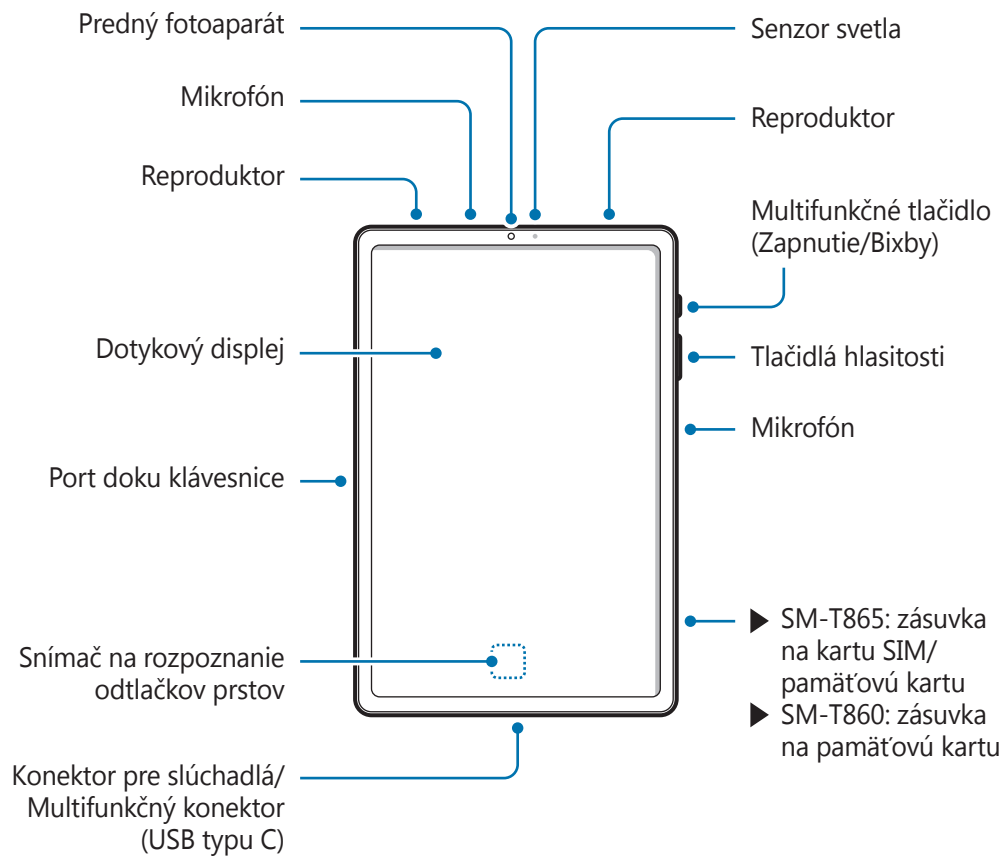 Predný fotoaparát
Mikrofón
Reproduktor
Dotykový displej
Port doku klávesnice
Snímač na rozpoznanie
odtlačkov prstov
Konektor pre slúchadlá/
Multifunkčný konektor
(USB typu C)
Senzor svetla
Reproduktor
Multifunkčné tlačidlo
(Zapnutie/Bixby)
Tlačidlá hlasitosti
Mikrofón
▶ SM-T865: zásuvka
na kartu SIM/
pamäťovú kartu
▶ SM-T860: zásuvka
na pamäťovú kartu